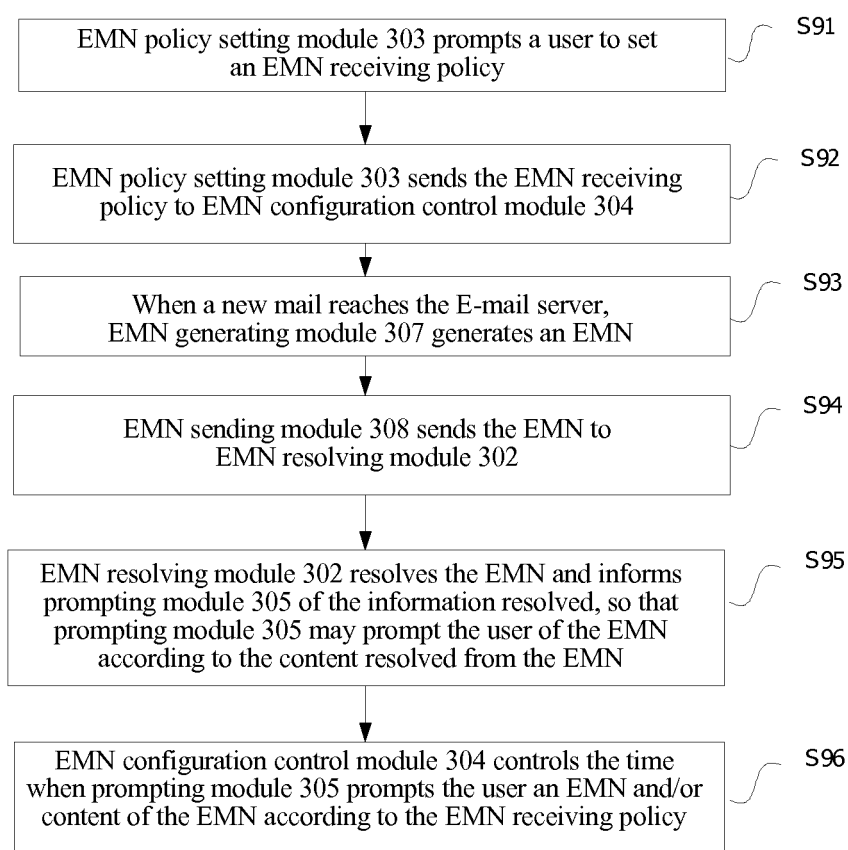 EMN policy setting module 303 prompts a user to set
an EMN receiving policy
S91
EMN policy setting module 303 sends the EMN receiving
policy to EMN configuration control module 304
S92
When a new mail reaches the E-mail server,
EMN generating module 307 generates an EMN
S93
EMN sending module 308 sends the EMN to
EMN resolving module 302
S94
EMN resolving module 302 resolves the EMN and informs
prompting module 305 of the information resolved, so that
prompting module 305 may prompt the user of the EMN
according to the content resolved from the EMN
S95
EMN configuration control module 304 controls the time
when prompting module 305 prompts the user an EMN and/or
content of the EMN according to the EMN receiving policy
S96